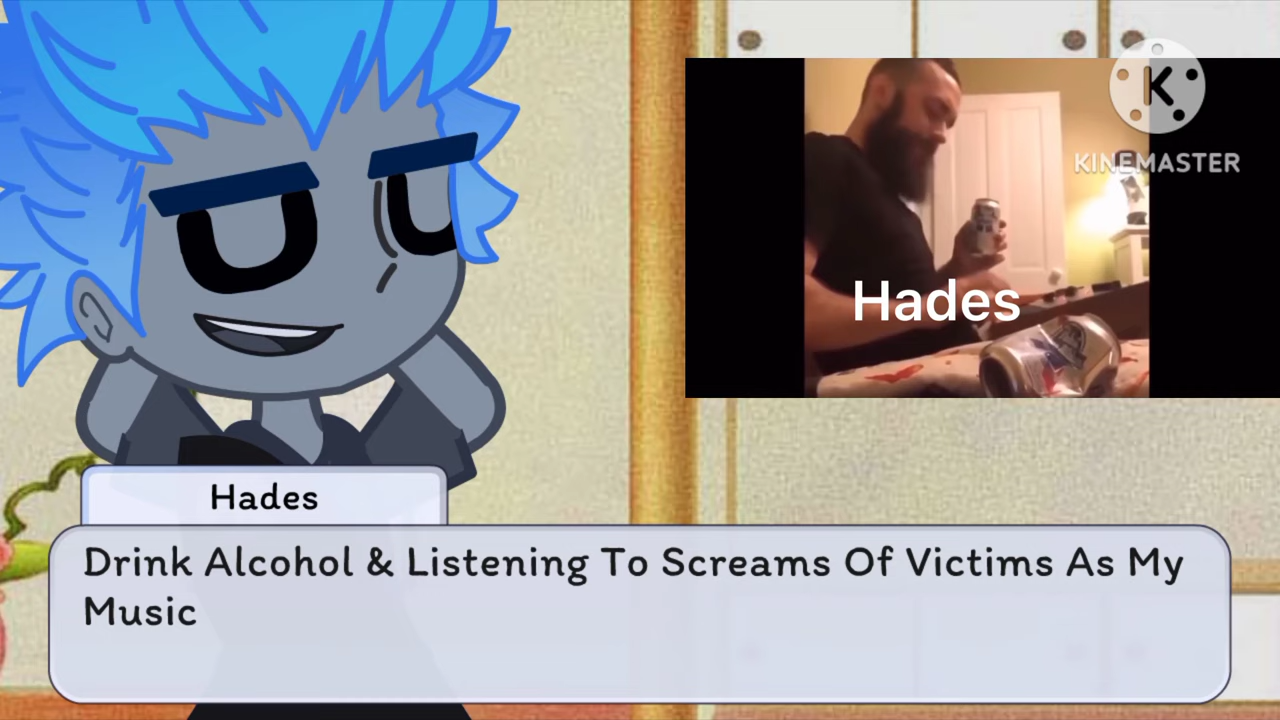 K
KINEMASTER
Hades
Hades
Drink Alcohol & Listening To Screams Of Victims As My
Music